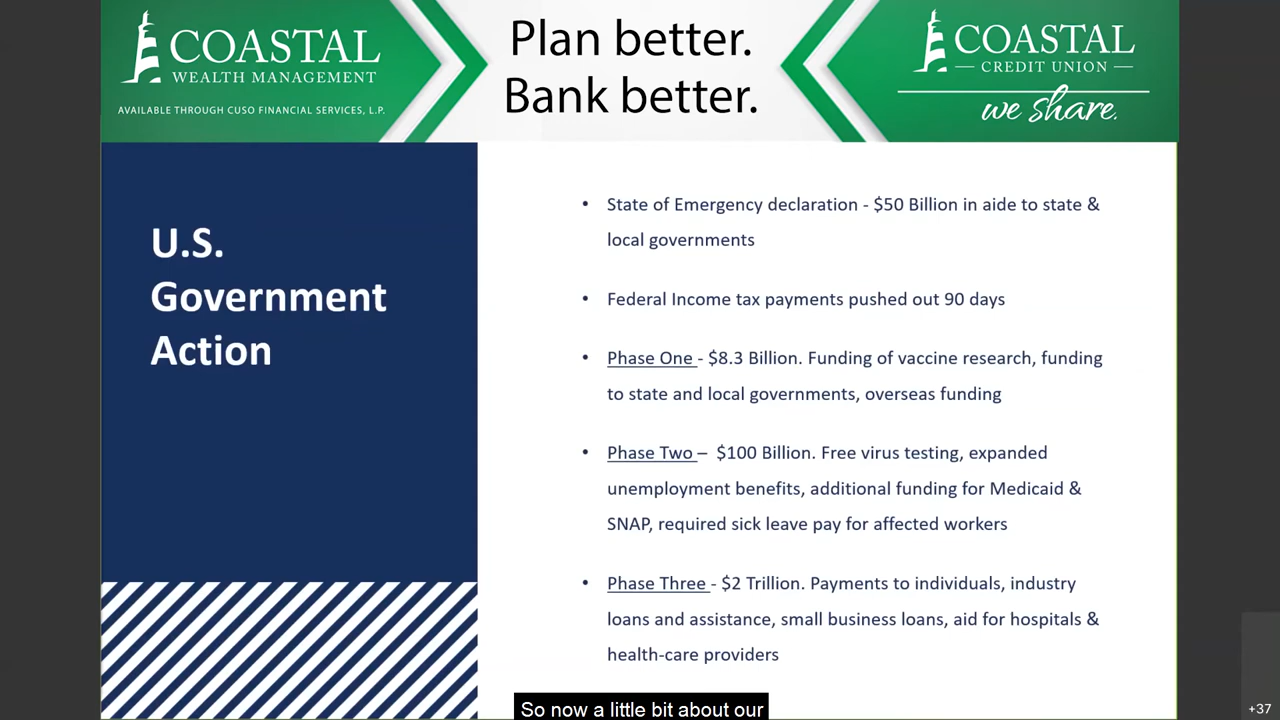 COASTAL
WEALTH MANAGEMENT
AVAILABLE THROUGH CUSO FINANCIAL SERVICES, L.P.
Plan better.
Bank better.
COASTAL
CREDIT UNION
we share.
U.S.
Government
Action
• State of Emergency declaration - $50 Billion in aide to state &
local governments
• Federal Income tax payments pushed out 90 days
• Phase One - $8.3 Billion. Funding of vaccine research, funding
to state and local governments, overseas funding
• Phase Two – $100 Billion. Free virus testing, expanded
unemployment benefits, additional funding for Medicaid &
SNAP, required sick leave pay for affected workers
• Phase Three - $2 Trillion. Payments to individuals, industry
loans and assistance, small business loans, aid for hospitals &
health-care providers
So now a little bit about our
+37